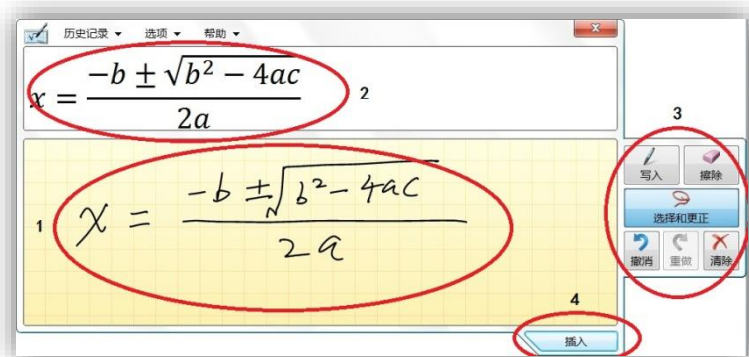 历史记录 ▼ 选项 ▼ 帮助 ▼
x = (-b ± √(b² − 4ac)) / 2a
2
3
写入 擦除
选择和更正
撤消 重做 清除
1
x = (-b ± √(b² − 4ac)) / 2a
4
插入